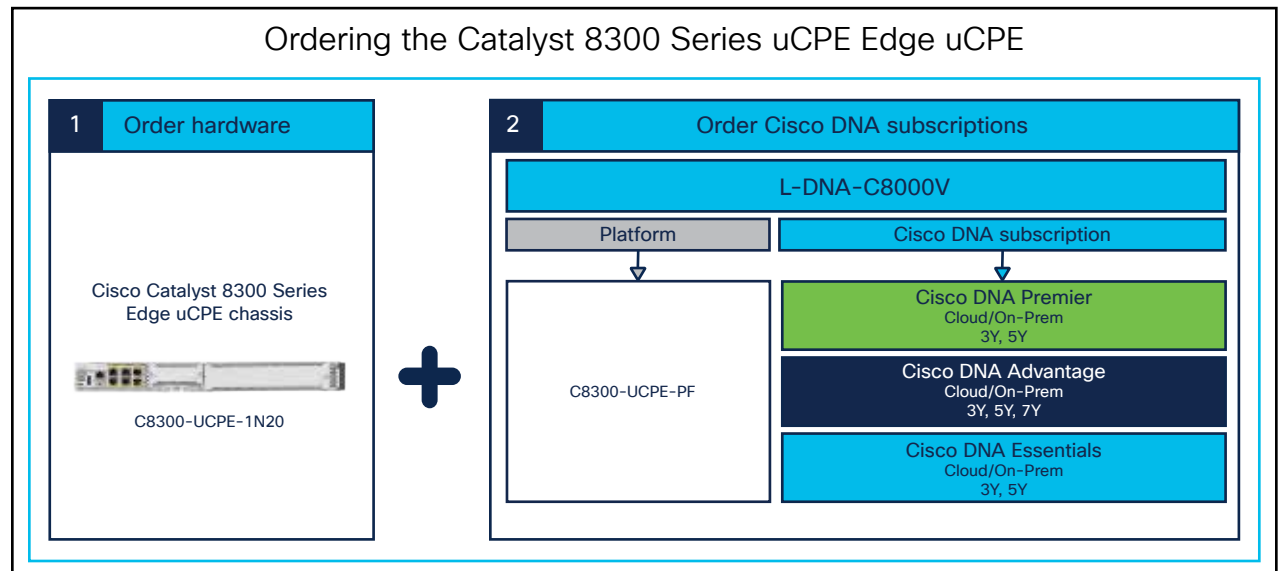 Ordering the Catalyst 8300 Series uCPE Edge uCPE
1
Order hardware
Cisco Catalyst 8300 Series
Edge uCPE chassis
C8300-UCPE-1N20
2
Order Cisco DNA subscriptions
L-DNA-C8000V
Platform
Cisco DNA subscription
C8300-UCPE-PF
Cisco DNA Premier
Cloud/On-Prem
3Y, 5Y
Cisco DNA Advantage
Cloud/On-Prem
3Y, 5Y, 7Y
Cisco DNA Essentials
Cloud/On-Prem
3Y, 5Y